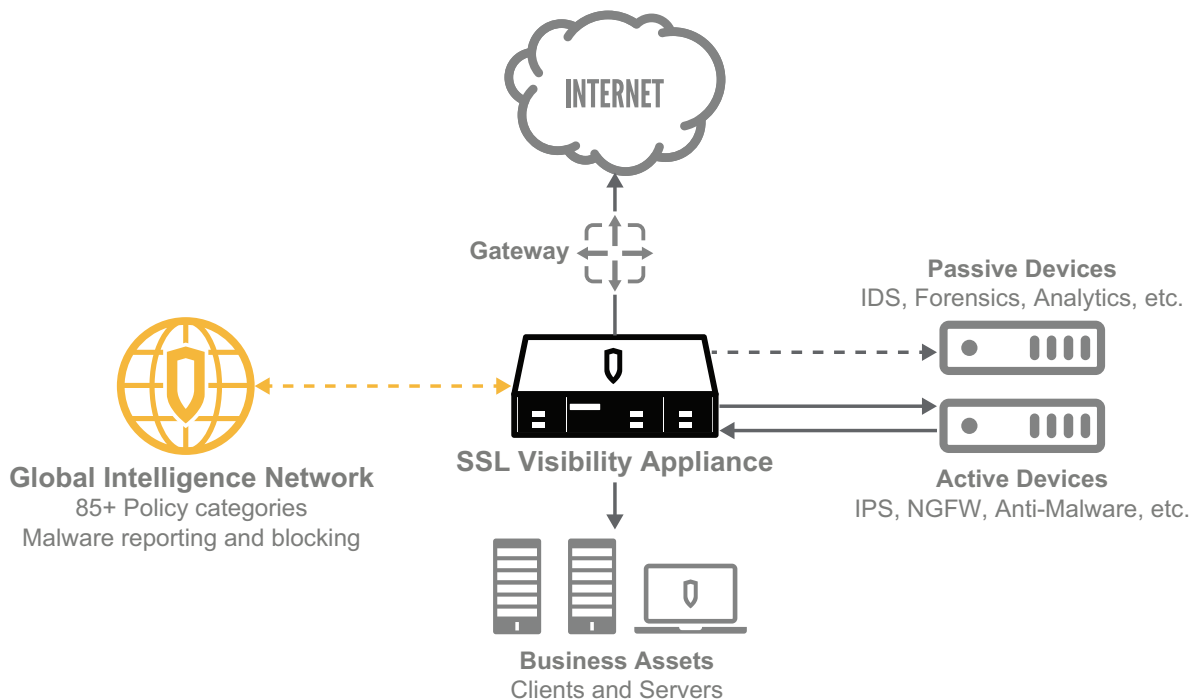 INTERNET
Gateway
Passive Devices
IDS, Forensics, Analytics, etc.
SSL Visibility Appliance
Global Intelligence Network
85+ Policy categories
Malware reporting and blocking
Active Devices
IPS, NGFW, Anti-Malware, etc.
Business Assets
Clients and Servers